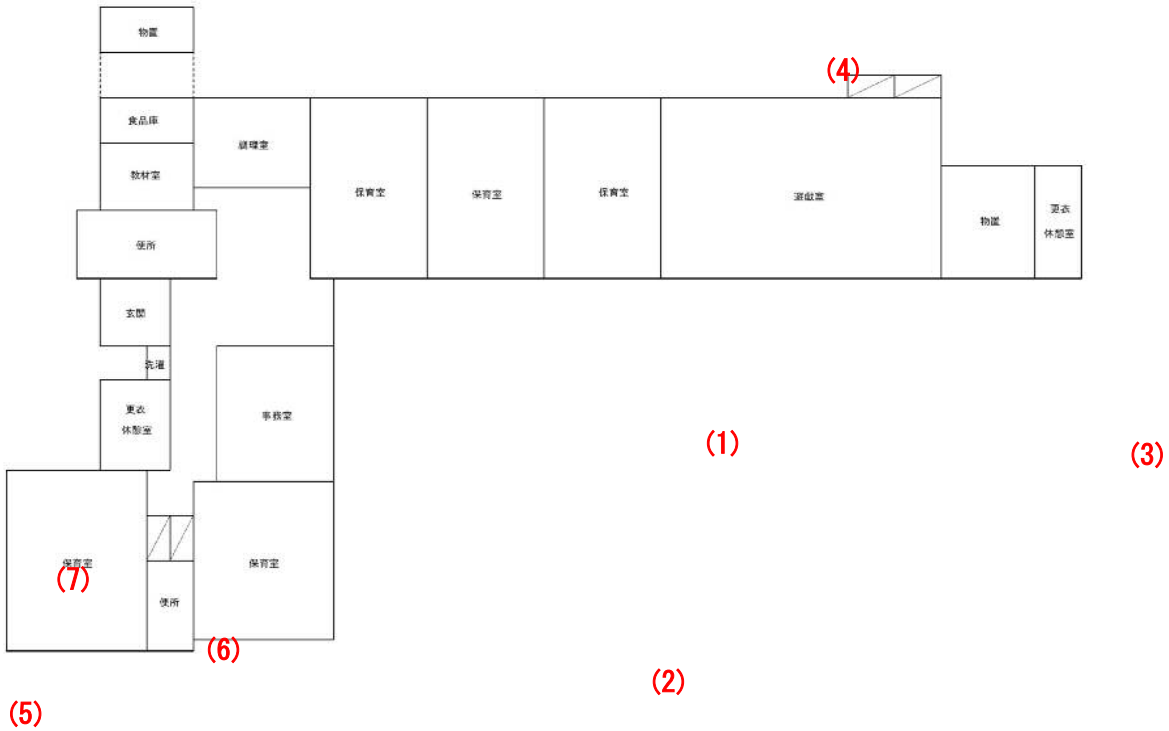 物置
(4)
食品庫
調理室
教材室
保育室
保育室
保育室
遊戯室
物置
更衣
休憩室
便所
玄関
洗濯
更衣
休憩室
事務室
(1)
(3)
保育室
(7)
便所
保育室
(6)
(2)
(5)